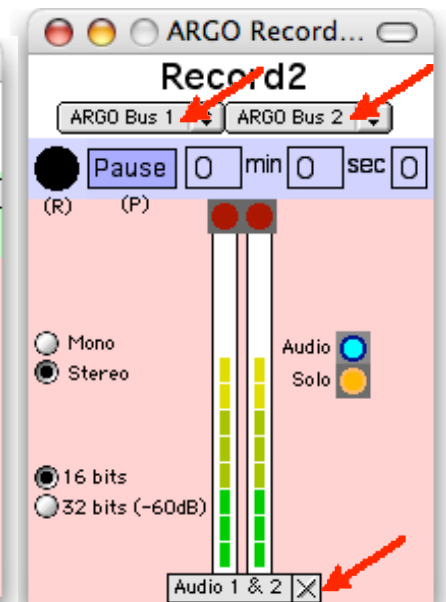 ARGO Record...
Record2
ARGO Bus 1 ARGO Bus 2
Pause 0 min 0 sec 0
(R) (P)
Mono Audio
Stereo Solo
16 bits
32 bits (-60dB)
Audio 1 & 2